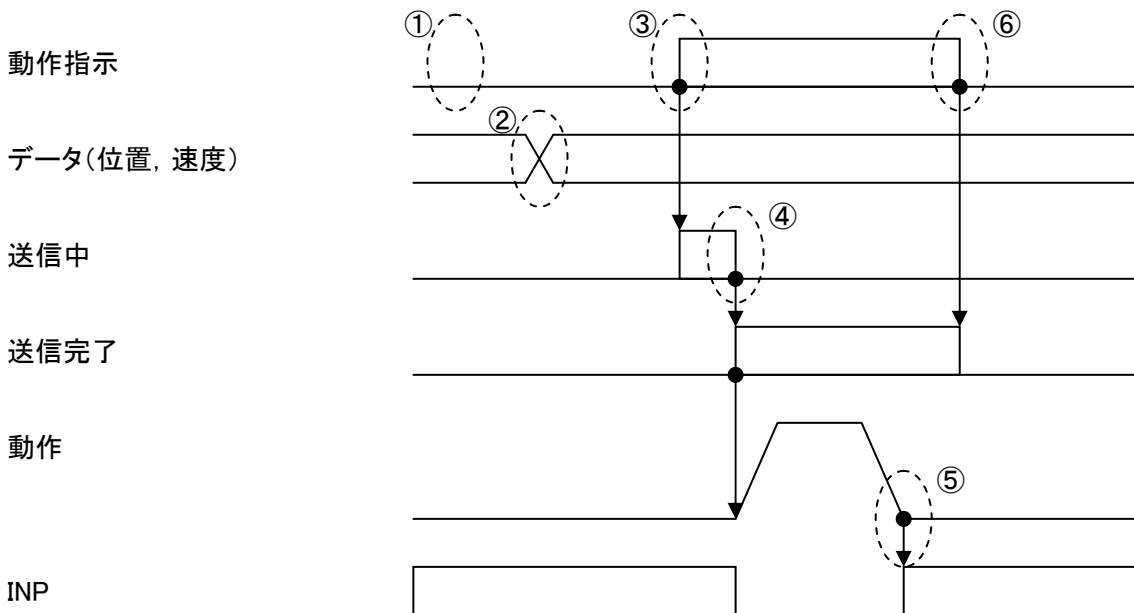 ① ③ ⑥
動作指示
②
データ(位置, 速度)
④
送信中
送信完了
動作
⑤
INP